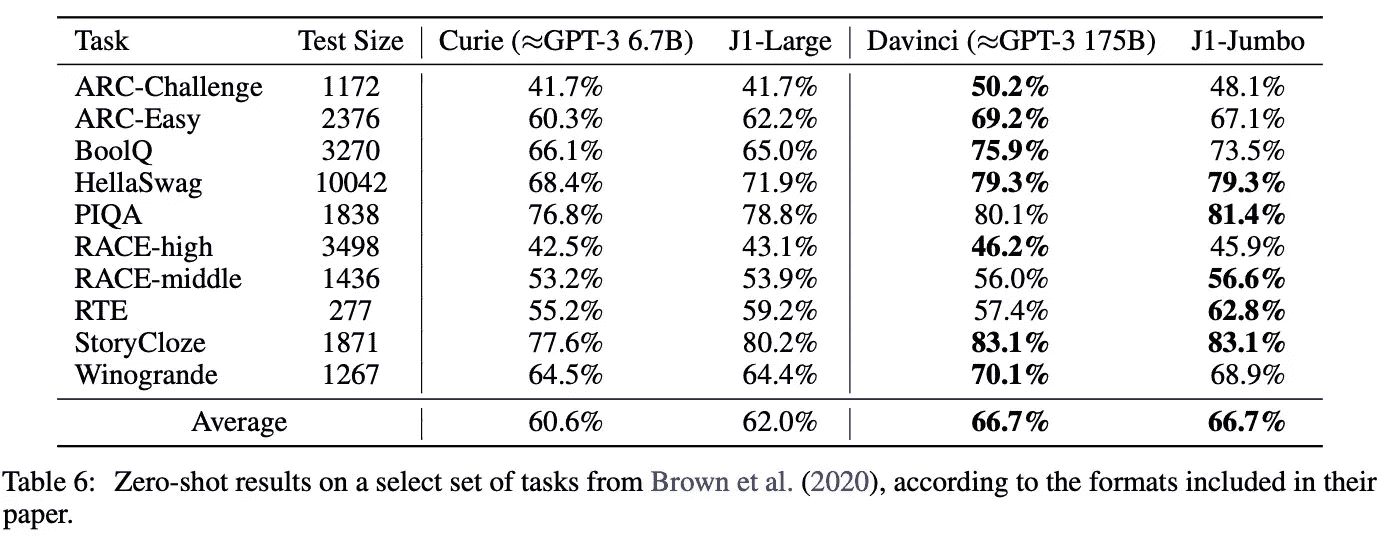 Task Test Size Curie (≈GPT-3 6.7B) J1-Large Davinci (≈GPT-3 175B) J1-Jumbo
ARC-Challenge 1172 41.7% 41.7% 50.2% 48.1%
ARC-Easy 2376 60.3% 62.2% 69.2% 67.1%
BoolQ 3270 66.1% 65.0% 75.9% 73.5%
HellaSwag 10042 68.4% 71.9% 79.3% 79.3%
PIQA 1838 76.8% 78.8% 80.1% 81.4%
RACE-high 3498 42.5% 43.1% 46.2% 45.9%
RACE-middle 1436 53.2% 53.9% 56.0% 56.6%
RTE 277 55.2% 59.2% 57.4% 62.8%
StoryCloze 1871 77.6% 80.2% 83.1% 83.1%
Winogrande 1267 64.5% 64.4% 70.1% 68.9%
Average 60.6% 62.0% 66.7% 66.7%
Table 6: Zero-shot results on a select set of tasks from Brown et al. (2020), according to the formats included in their
paper.